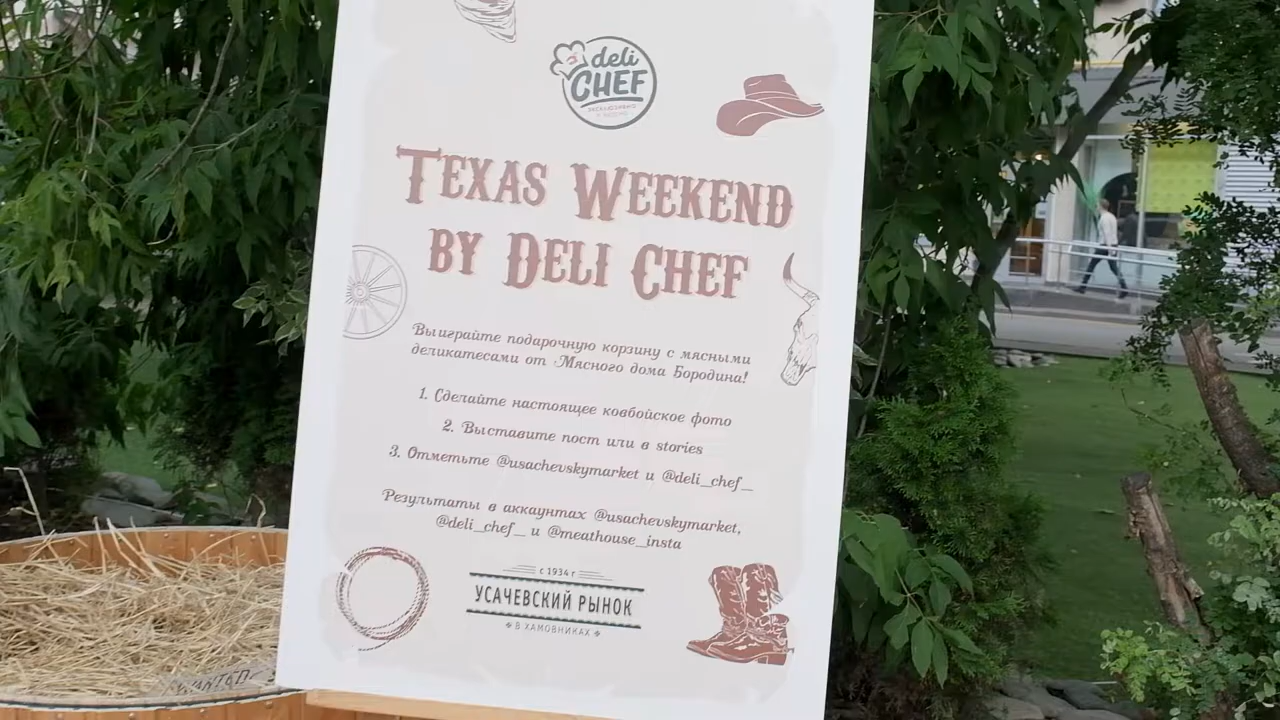 deli
CHEF
TEXAS WEEKEND
BY DELI CHEF
Выиграйте подарочную корзину с мясными
деликатесами от Мясного дома Бородина!
1. Сделайте настоящее ковбойское фото
2. Выставите пост или в stories
3. Отметьте @usachevskymarket и @deli_chef_
Результаты в аккаунтах @usachevskymarket,
@deli_chef_ и @meathouse_insta
с 1934 г
УСАЧЕВСКИЙ РЫНОК
В ХАМОВНИКАХ
WANTED